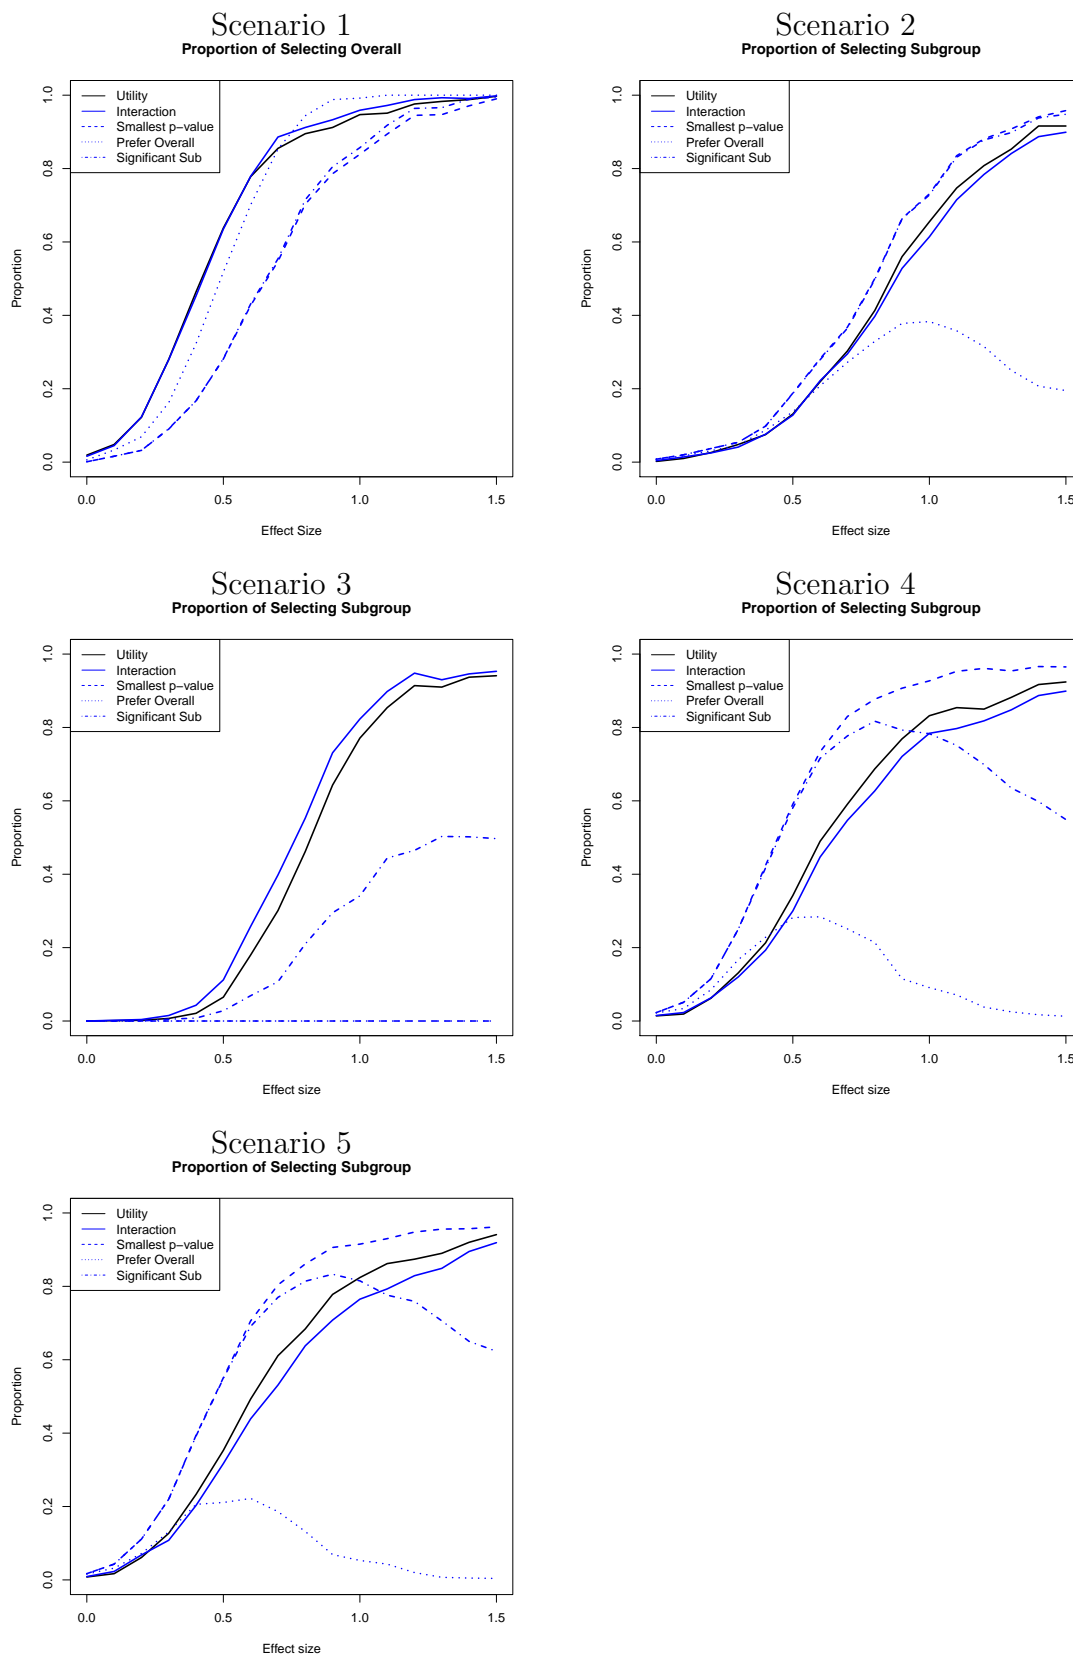 Scenario 1
Proportion of Selecting Overall
Utility
Interaction
Smallest p−value
Prefer Overall
Significant Sub
Proportion
0.0
0.2
0.4
0.6
0.8
1.0
0.0 0.5 1.0 1.5
Effect Size
Scenario 2
Proportion of Selecting Subgroup
Utility
Interaction
Smallest p−value
Prefer Overall
Significant Sub
Proportion
0.0
0.2
0.4
0.6
0.8
1.0
0.0 0.5 1.0 1.5
Effect size
Scenario 3
Proportion of Selecting Subgroup
Utility
Interaction
Smallest p−value
Prefer Overall
Significant Sub
Proportion
0.0
0.2
0.4
0.6
0.8
1.0
0.0 0.5 1.0 1.5
Effect size
Scenario 4
Proportion of Selecting Subgroup
Utility
Interaction
Smallest p−value
Prefer Overall
Significant Sub
Proportion
0.0
0.2
0.4
0.6
0.8
1.0
0.0 0.5 1.0 1.5
Effect size
Scenario 5
Proportion of Selecting Subgroup
Utility
Interaction
Smallest p−value
Prefer Overall
Significant Sub
Proportion
0.0
0.2
0.4
0.6
0.8
1.0
0.0 0.5 1.0 1.5
Effect size